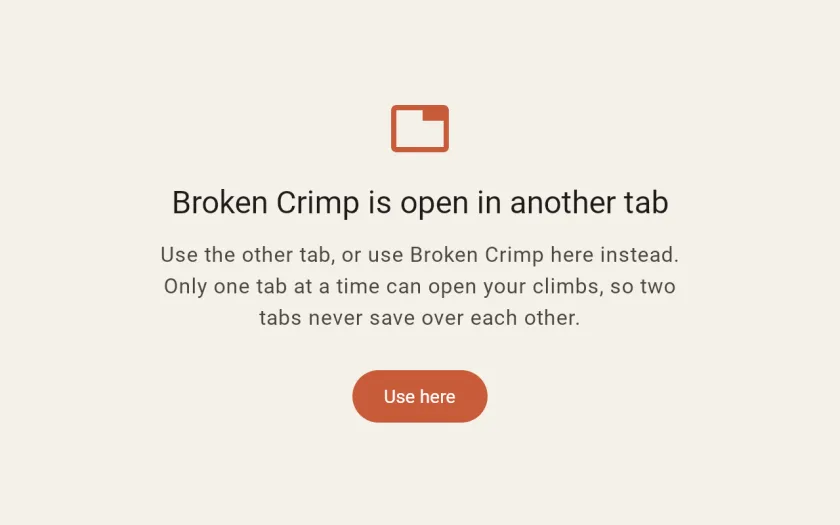 Broken Crimp is open in another tab
Use the other tab, or use Broken Crimp here instead.
Only one tab at a time can open your climbs, so two
tabs never save over each other.
Use here